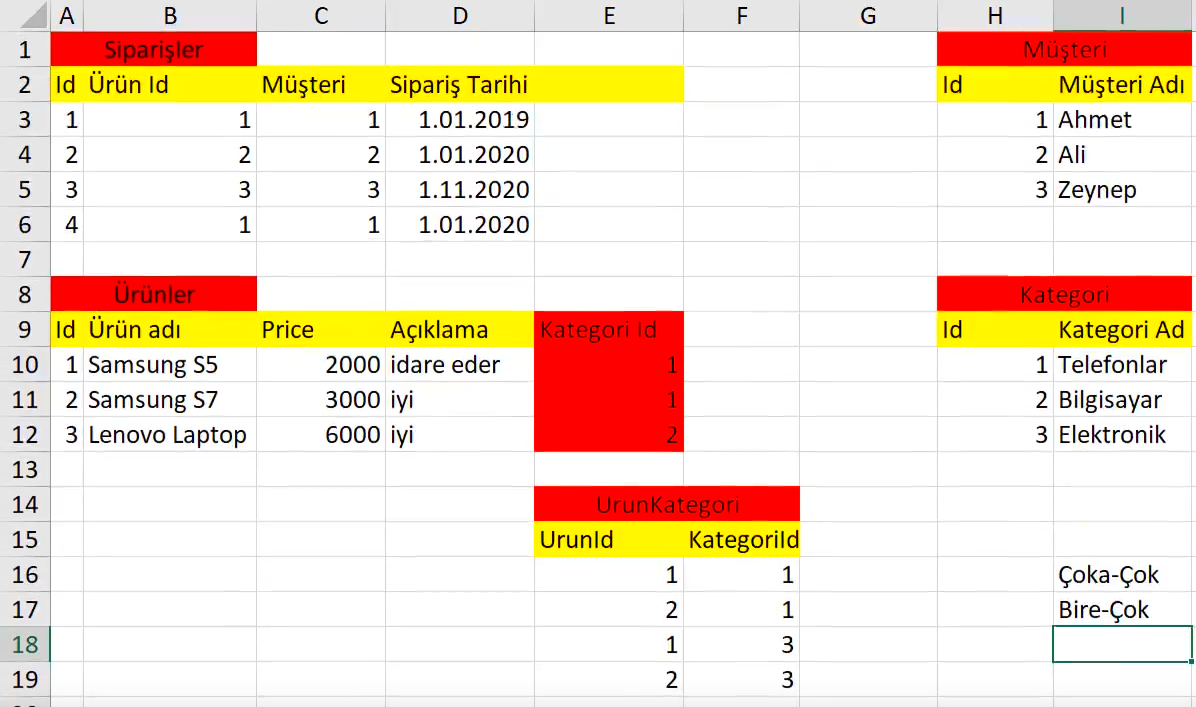 A B C D E F G H I
1 Siparişler Müşteri
2 Id Ürün Id Müşteri Sipariş Tarihi Id Müşteri Adı
3 1 1 1 1.01.2019 1 Ahmet
4 2 2 2 1.01.2020 2 Ali
5 3 3 3 1.11.2020 3 Zeynep
6 4 1 1 1.01.2020
7
8 Ürünler Kategori
9 Id Ürün adı Price Açıklama Kategori Id Id Kategori Ad
10 1 Samsung S5 2000 idare eder 1 1 Telefonlar
11 2 Samsung S7 3000 iyi 1 2 Bilgisayar
12 3 Lenovo Laptop 6000 iyi 2 3 Elektronik
13
14 UrunKategori
15 UrunId KategoriId
16 1 1 Çoka-Çok
17 2 1 Bire-Çok
18 1 3
19 2 3